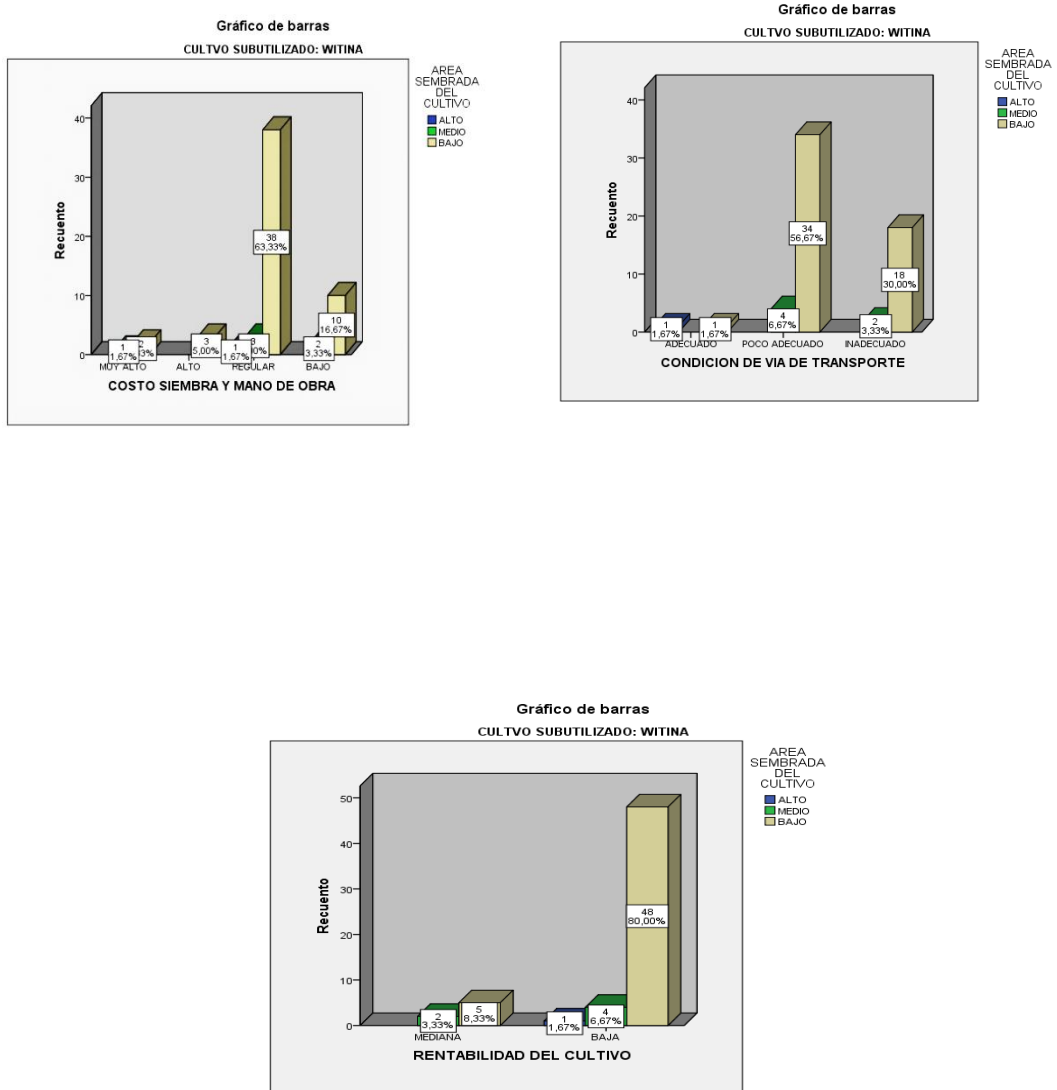 Gráfico de barras
CULTVO SUBUTILIZADO: WITINA
AREA
SEMBRADA
DEL
CULTIVO
ALTO
MEDIO
BAJO
Recuento
40
30
20
10
0
1
1,67%
2
3
5,00%
1
1,67%
3
38
63,33%
2
3,33%
10
16,67%
MUY ALTO
ALTO
REGULAR
BAJO
COSTO SIEMBRA Y MANO DE OBRA
Gráfico de barras
CULTVO SUBUTILIZADO: WITINA
AREA
SEMBRADA
DEL
CULTIVO
ALTO
MEDIO
BAJO
Recuento
40
30
20
10
0
1
1,67%
1
1,67%
4
6,67%
34
56,67%
2
3,33%
18
30,00%
ADECUADO
POCO ADECUADO
INADECUADO
CONDICION DE VIA DE TRANSPORTE
Gráfico de barras
CULTVO SUBUTILIZADO: WITINA
AREA
SEMBRADA
DEL
CULTIVO
ALTO
MEDIO
BAJO
Recuento
50
40
30
20
10
0
2
3,33%
5
8,33%
1
1,67%
4
6,67%
48
80,00%
MEDIANA
BAJA
RENTABILIDAD DEL CULTIVO